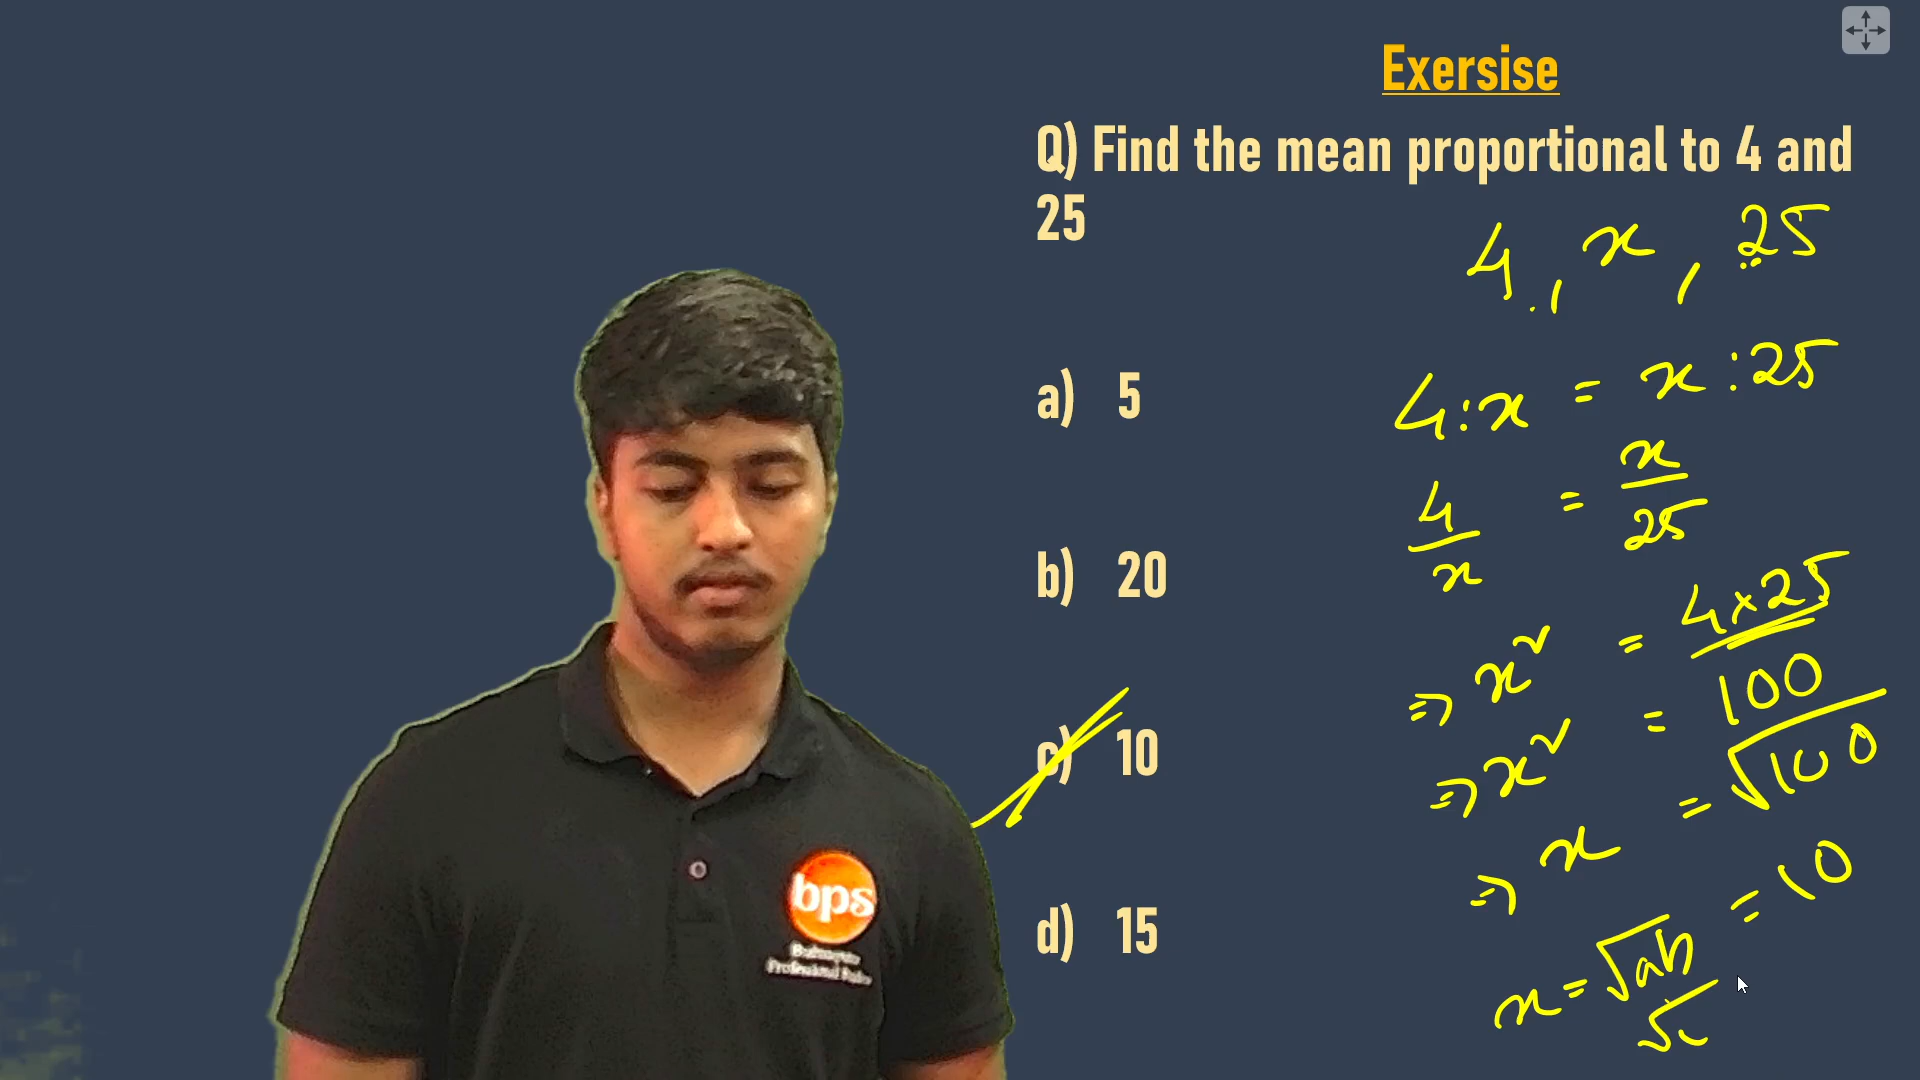 Exersise
Q) Find the mean proportional to 4 and
25
4 , x , 25
a) 5
4 : x = x : 25
4/x = x/25
b) 20
⇒ x² = 4×25
c) 10
⇒ x² = 100
⇒ x = √100
= 10
d) 15
x = √ab
bps